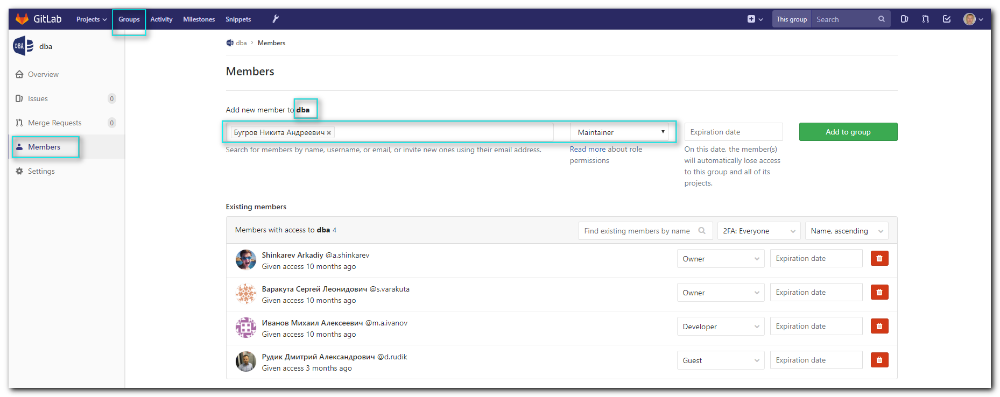 GitLab Projects Groups Activity Milestones Snippets This group Search
DBA dba
Overview
Issues 0
Merge Requests 0
Members
Settings
dba › Members
Members
Add new member to dba
Бугров Никита Андреевич × Maintainer Expiration date Add to group
Search for members by name, username, or email, or invite new ones using their email address.
Read more about role
permissions
On this date, the member(s)
will automatically lose access
to this group and all of its
projects.
Existing members
Members with access to dba 4 Find existing members by name 2FA: Everyone Name, ascending
Shinkarev Arkadiy @a.shinkarev Owner Expiration date
Given access 10 months ago
Варакута Сергей Леонидович @s.varakuta Owner Expiration date
Given access 10 months ago
Иванов Михаил Алексеевич @m.a.ivanov Developer Expiration date
Given access 10 months ago
Рудик Дмитрий Александрович @d.rudik Guest Expiration date
Given access 3 months ago